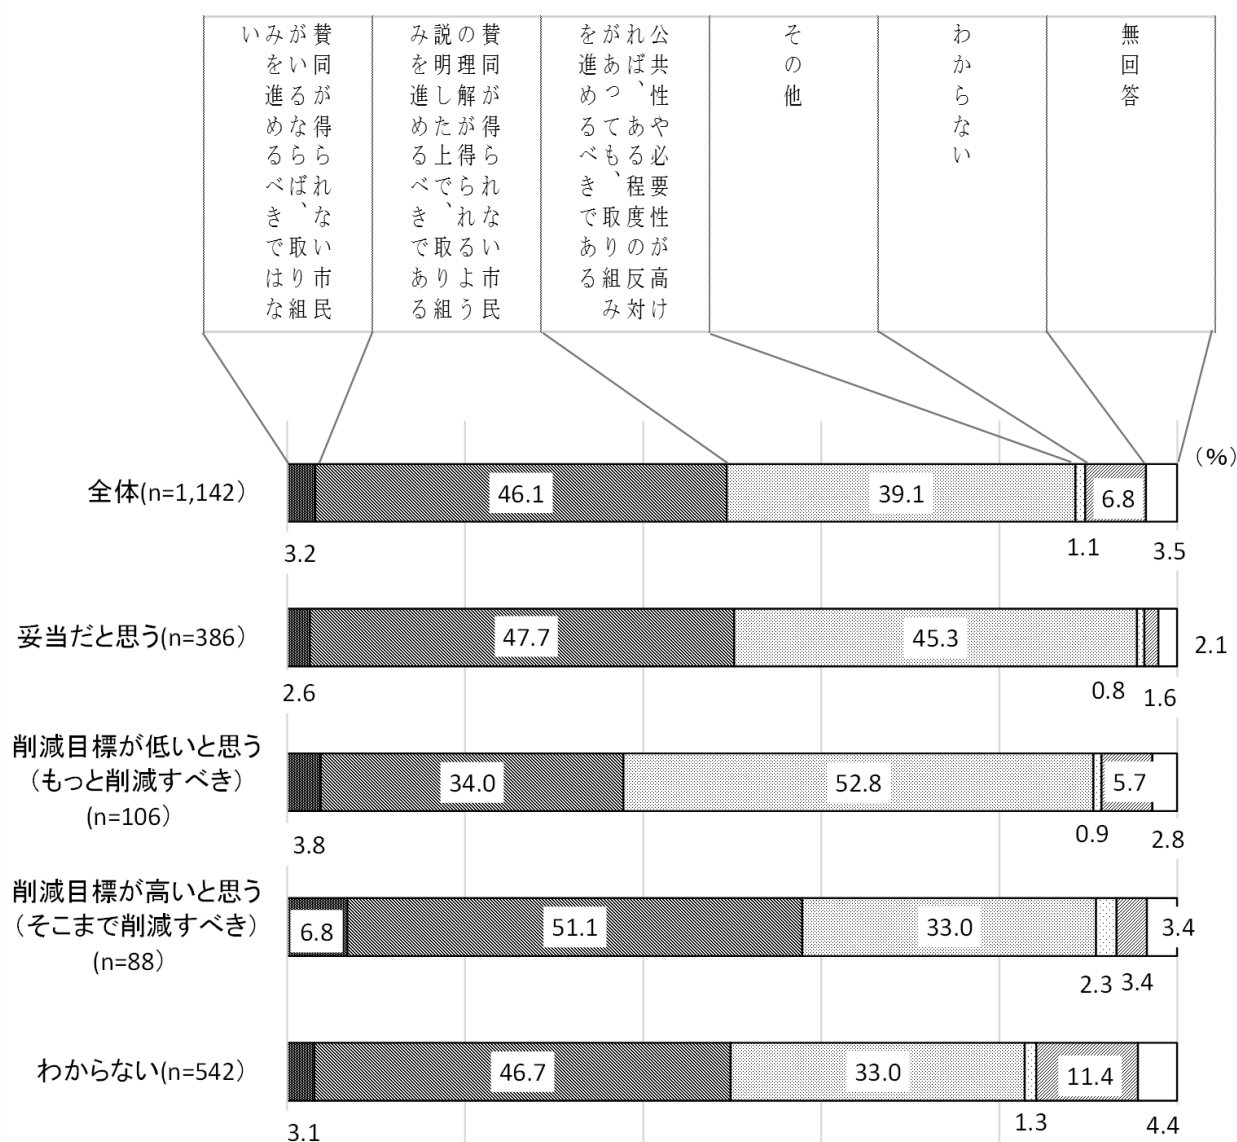 賛同が得られない市民
がいるならば、取り組
みを進めるべきではな
い
賛同が得られない市民
の理解が得られるよう
説明した上で、取り組
みを進めるべきである
公共性や必要性が高け
れば、ある程度の反対
があっても、取り組み
を進めるべきである
その他
わからない
無回答
（%）
全体(n=1,142）
46.1
39.1
6.8
3.2
1.1
3.5
妥当だと思う(n=386）
47.7
45.3
2.1
2.6
0.8
1.6
削減目標が低いと思う
（もっと削減すべき）
(n=106）
34.0
52.8
5.7
3.8
0.9
2.8
削減目標が高いと思う
（そこまで削減すべき）
(n=88）
6.8
51.1
33.0
3.4
2.3
3.4
わからない(n=542）
46.7
33.0
11.4
3.1
1.3
4.4